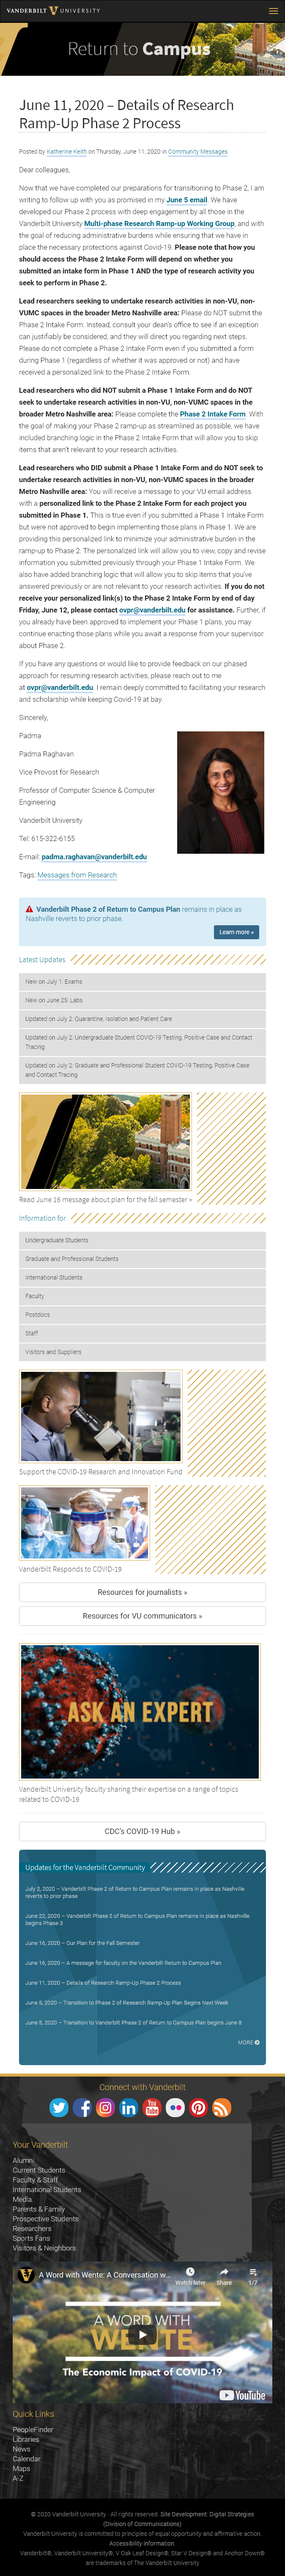 VANDERBILT UNIVERSITY
Return to Campus
June 11, 2020 – Details of Research
Ramp-Up Phase 2 Process
Posted by Katherine Keith on Thursday, June 11, 2020 in Community Messages
Dear colleagues,
Now that we have completed our preparations for transitioning to Phase 2, I am
writing to follow up with you as promised in my June 5 email. We have
developed our Phase 2 process with deep engagement by all those in the
Vanderbilt University Multi-phase Research Ramp-up Working Group, and with
the goal of reducing administrative burdens while ensuring that we have in
place the necessary protections against Covid-19. Please note that how you
should access the Phase 2 Intake Form will depend on whether you
submitted an intake form in Phase 1 AND the type of research activity you
seek to perform in Phase 2.
Lead researchers seeking to undertake research activities in non-VU, non-
VUMC spaces in the broader Metro Nashville area: Please do NOT submit the
Phase 2 Intake Form. Instead, consult your dean's office to see if an exception
can justifiably be considered, and they will direct you regarding next steps.
Please do not complete a Phase 2 Intake Form even if you submitted a form
during Phase 1 (regardless of whether it was approved or not) and have
received a personalized link to the Phase 2 Intake Form.
Lead researchers who did NOT submit a Phase 1 Intake Form and do NOT
seek to undertake research activities in non-VU, non-VUMC spaces in the
broader Metro Nashville area: Please complete the Phase 2 Intake Form. With
the goal of making your Phase 2 ramp-up as streamlined as possible, we have
included branching logic in the Phase 2 Intake Form that will allow you to skip
items that aren't relevant to your research activities.
Lead researchers who DID submit a Phase 1 Intake Form and do NOT seek to
undertake research activities in non-VU, non-VUMC spaces in the broader
Metro Nashville area: You will receive a message to your VU email address
with a personalized link to the Phase 2 Intake Form for each project you
submitted in Phase 1. This is true even if you submitted a Phase 1 Intake Form
but were not approved to begin implementing those plans in Phase 1. We are
providing this personalized link to minimize your administrative burden in the
ramp-up to Phase 2. The personalized link will allow you to view, copy and revise
information you submitted previously through your Phase 1 Intake Form. We
have also added branching logic that will allow you to skip items that you've
answered previously or are not relevant to your research activities. If you do not
receive your personalized link(s) to the Phase 2 Intake Form by end of day
Friday, June 12, please contact ovpr@vanderbilt.edu for assistance. Further, if
you already been approved to implement your Phase 1 plans, you may
continue enacting those plans while you await a response from your supervisor
about Phase 2.
If you have any questions or would like to provide feedback on our phased
approach for resuming research activities, please reach out to me
at ovpr@vanderbilt.edu. I remain deeply committed to facilitating your research
and scholarship while keeping Covid-19 at bay.
Sincerely,
Padma
Padma Raghavan
Vice Provost for Research
Professor of Computer Science & Computer
Engineering
Vanderbilt University
Tel: 615-322-6155
E-mail: padma.raghavan@vanderbilt.edu
Tags: Messages from Research
Vanderbilt Phase 2 of Return to Campus Plan remains in place as
Nashville reverts to prior phase.
Learn more »
Latest Updates
New on July 1: Exams
New on June 25: Labs
Updated on July 2: Quarantine, Isolation and Patient Care
Updated on July 2: Undergraduate Student COVID-19 Testing, Positive Case and Contact
Tracing
Updated on July 2: Graduate and Professional Student COVID-19 Testing, Positive Case
and Contact Tracing
Read June 16 message about plan for the fall semester »
Information for
Undergraduate Students
Graduate and Professional Students
International Students
Faculty
Postdocs
Staff
Visitors and Suppliers
Support the COVID-19 Research and Innovation Fund
Vanderbilt Responds to COVID-19
Resources for journalists »
Resources for VU communicators »
ASK AN EXPERT
Vanderbilt University faculty sharing their expertise on a range of topics
related to COVID-19
CDC's COVID-19 Hub »
Updates for the Vanderbilt Community
July 2, 2020 – Vanderbilt Phase 2 of Return to Campus Plan remains in place as Nashville
reverts to prior phase
June 22, 2020 – Vanderbilt Phase 2 of Return to Campus Plan remains in place as Nashville
begins Phase 3
June 16, 2020 – Our Plan for the Fall Semester
June 16, 2020 – A message for faculty on the Vanderbilt Return to Campus Plan
June 11, 2020 – Details of Research Ramp-Up Phase 2 Process
June 5, 2020 – Transition to Phase 2 of Research Ramp-Up Plan Begins Next Week
June 5, 2020 – Transition to Vanderbilt Phase 2 of Return to Campus Plan begins June 8
MORE
Connect with Vanderbilt
You Tube
Your Vanderbilt
Alumni
Current Students
Faculty & Staff
International Students
Media
Parents & Family
Prospective Students
Researchers
Sports Fans
Visitors & Neighbors
A Word with Wente: A Conversation w...
Watch later
Share
1/7
A WORD WITH
WENTE
The Economic Impact of COVID-19
YouTube
Quick Links
PeopleFinder
Libraries
News
Calendar
Maps
A-Z
© 2020 Vanderbilt University · All rights reserved. Site Development: Digital Strategies
(Division of Communications)
Vanderbilt University is committed to principles of equal opportunity and affirmative action.
Accessibility information.
Vanderbilt®, Vanderbilt University®, V Oak Leaf Design®, Star V Design® and Anchor Down®
are trademarks of The Vanderbilt University